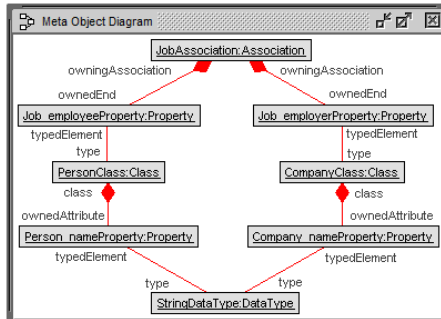 Meta Object Diagram
JobAssociation:Association
owningAssociation owningAssociation
ownedEnd ownedEnd
Job_employeeProperty:Property Job_employerProperty:Property
typedElement typedElement
type type
PersonClass:Class CompanyClass:Class
class class
ownedAttribute ownedAttribute
Person_nameProperty:Property Company_nameProperty:Property
typedElement typedElement
type type
StringDataType:DataType